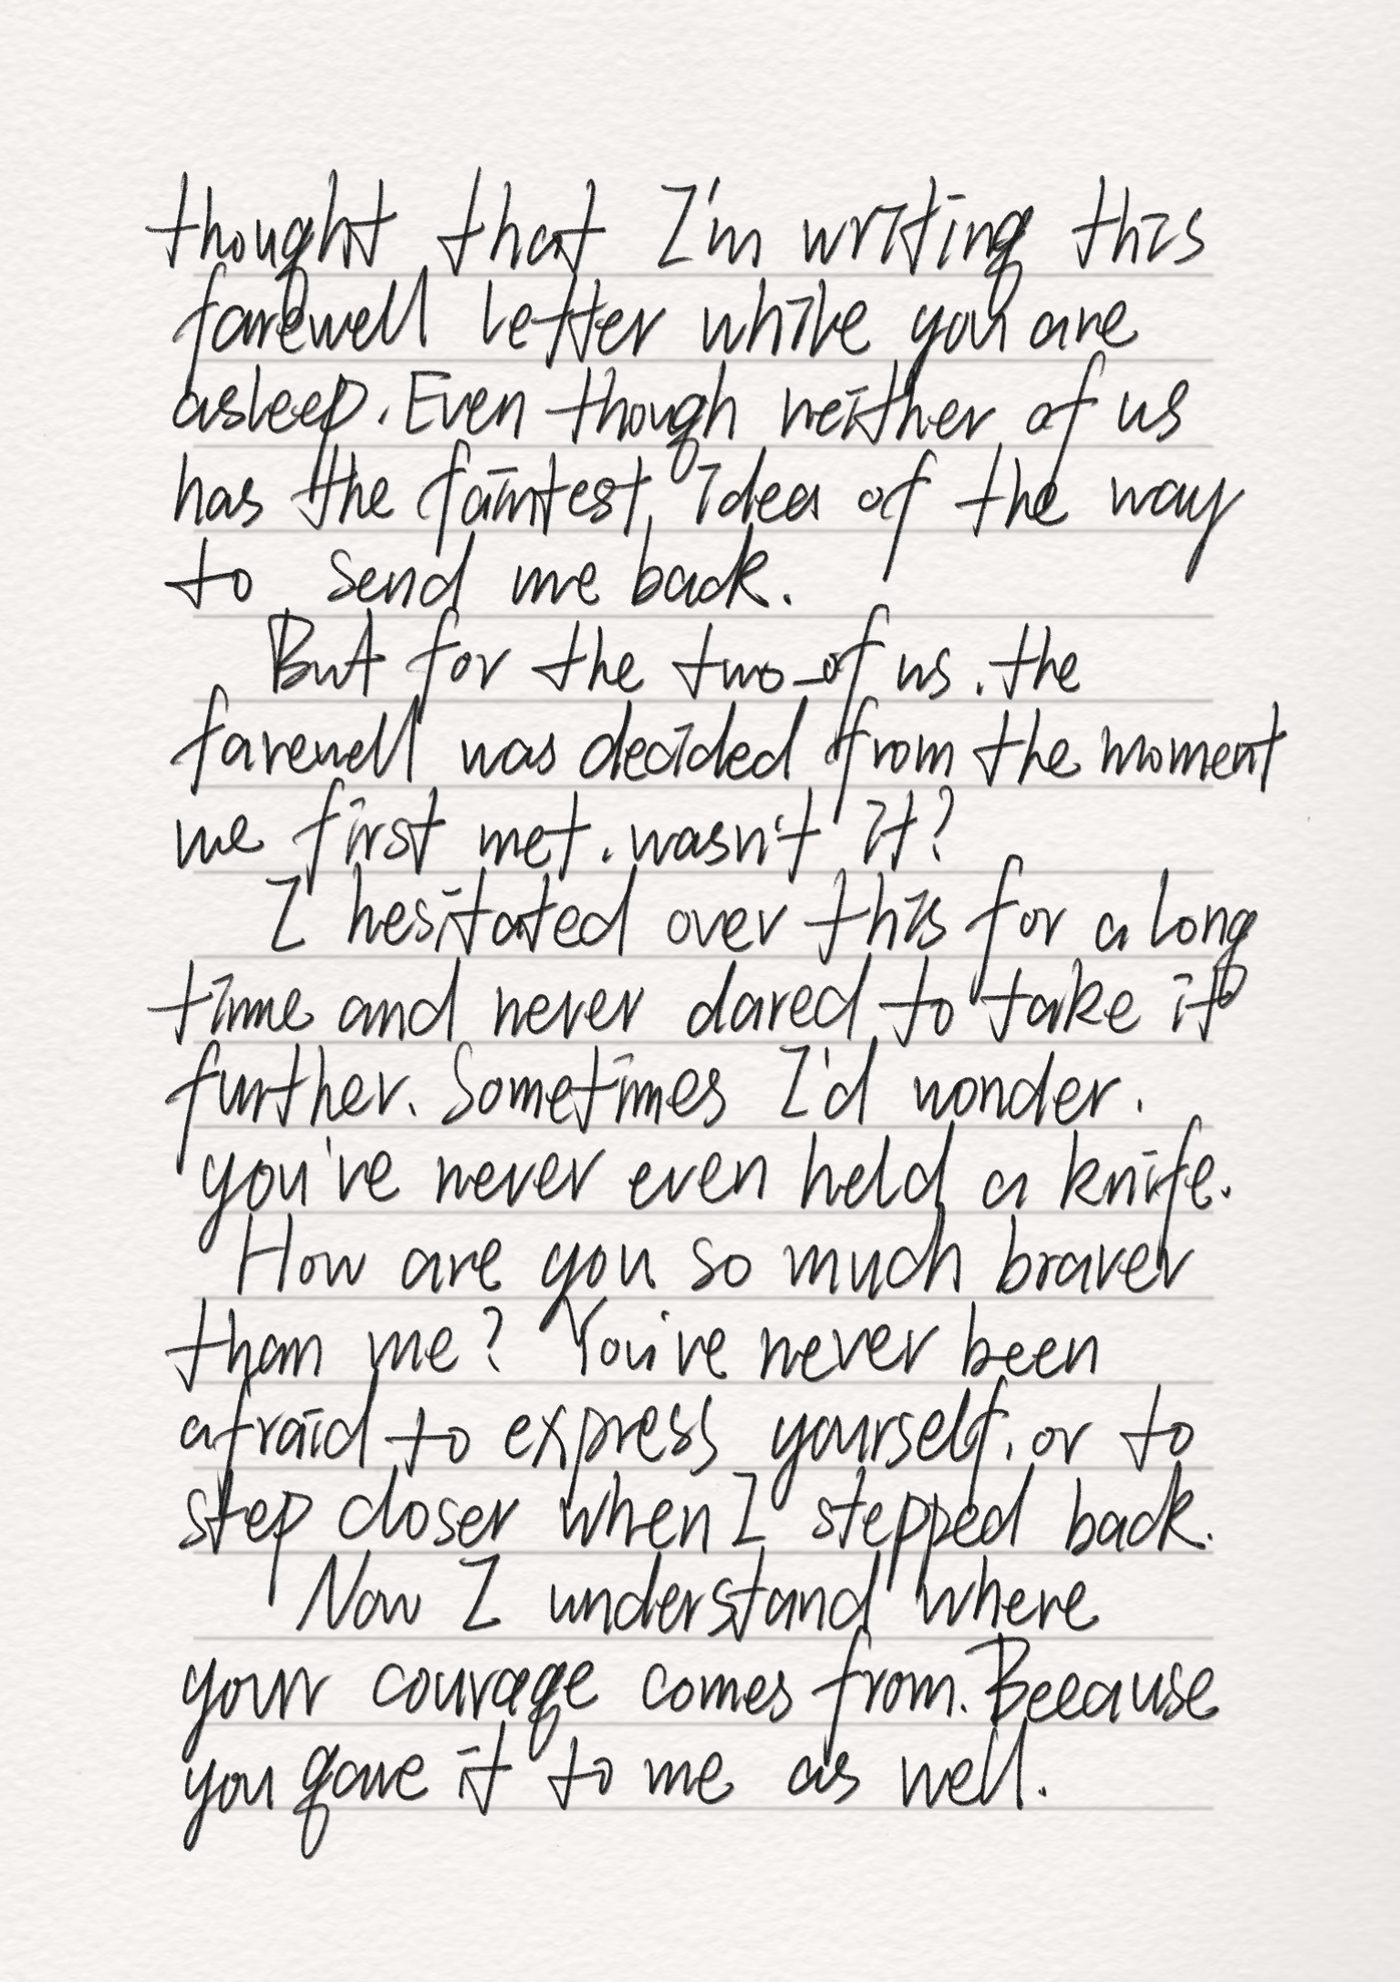 thought that I'm writing this
farewell letter while you are
asleep. Even though neither of us
has the faintest idea of the way
to send me back.
But for the two of us. the
farewell was decided from the moment
we first met. wasn't it?
I hesitated over this for a long
time and never dared to take it
further. Sometimes I'd wonder.
you've never even held a knife.
How are you so much braver
than me? You've never been
afraid to express yourself. or to
step closer when I stepped back.
Now I understand where
your courage comes from. Because
you gave it to me as well.